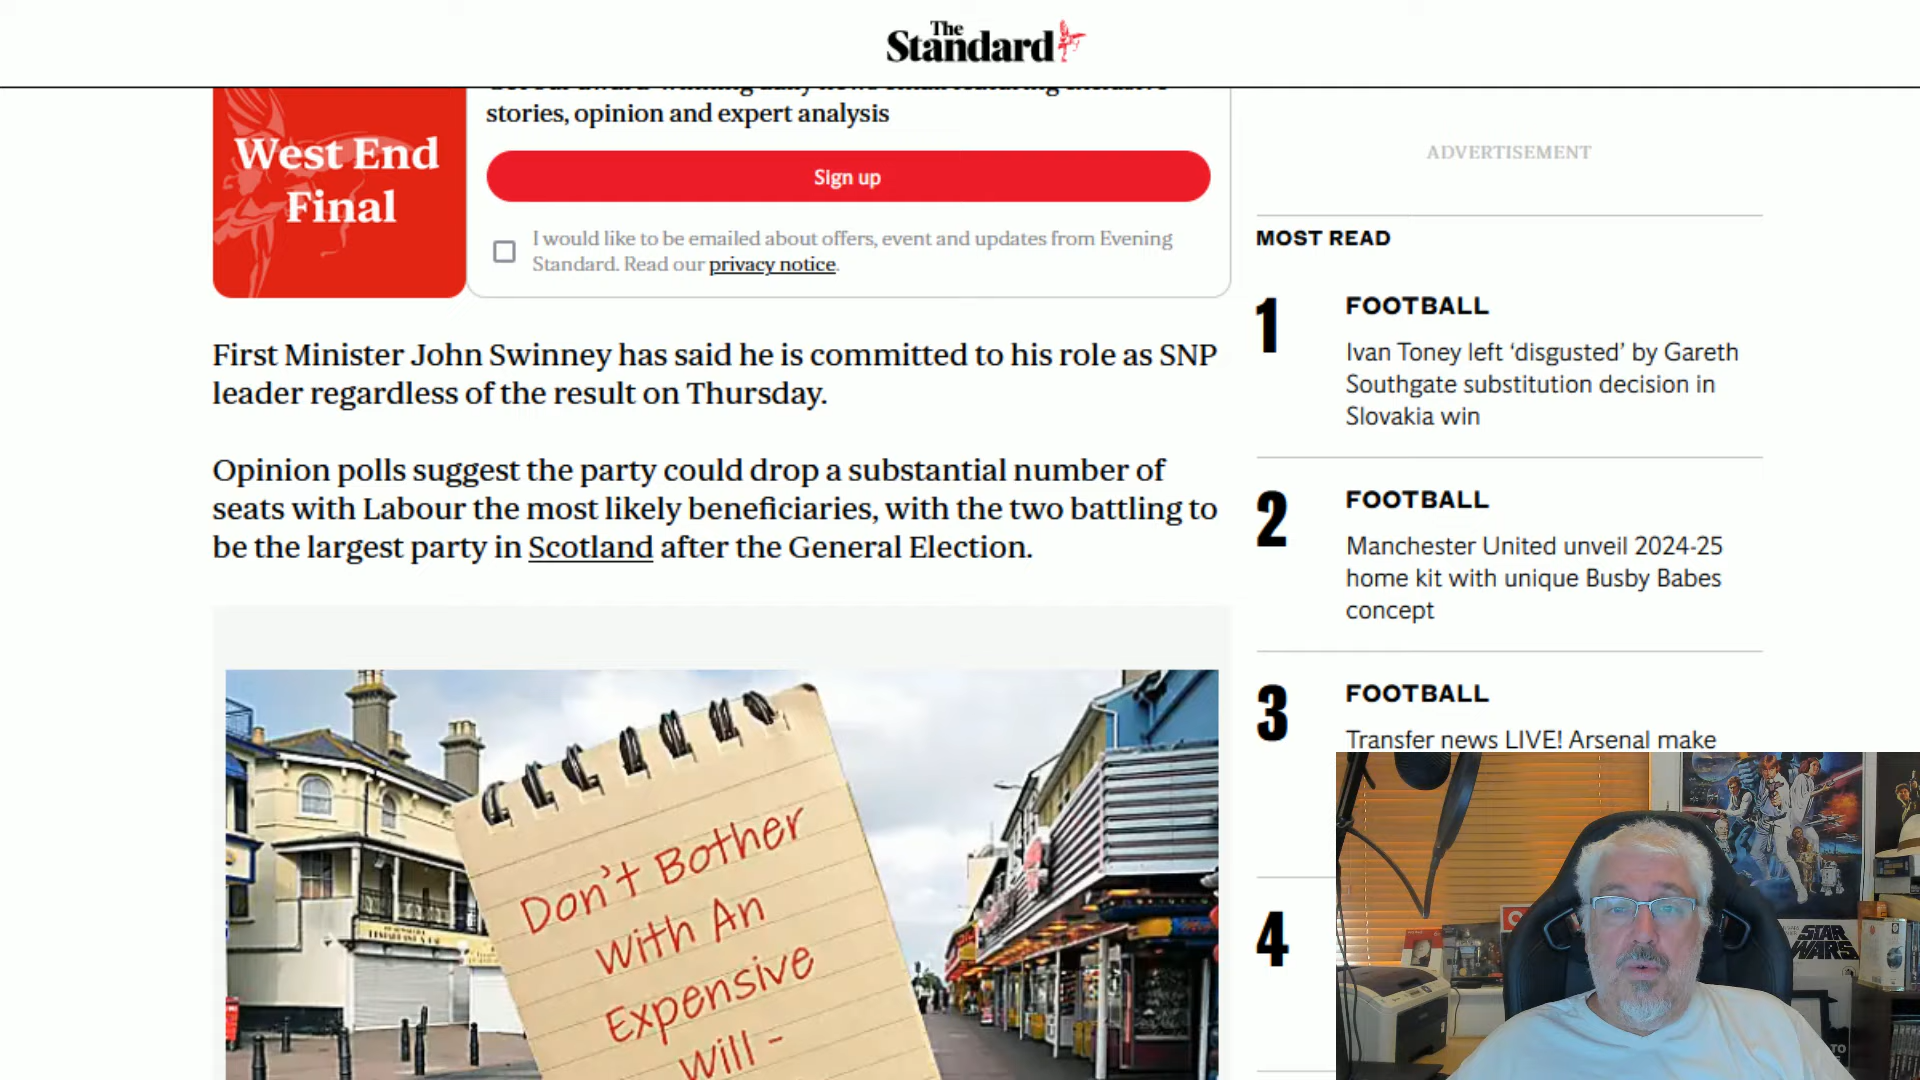 The
Standard
stories, opinion and expert analysis
West End
Final
Sign up
I would like to be emailed about offers, event and updates from Evening
Standard. Read our privacy notice.
First Minister John Swinney has said he is committed to his role as SNP
leader regardless of the result on Thursday.
Opinion polls suggest the party could drop a substantial number of
seats with Labour the most likely beneficiaries, with the two battling to
be the largest party in Scotland after the General Election.
Don't Bother
With An
Expensive
Will -
ADVERTISEMENT
MOST READ
1
FOOTBALL
Ivan Toney left ‘disgusted’ by Gareth
Southgate substitution decision in
Slovakia win
2
FOOTBALL
Manchester United unveil 2024-25
home kit with unique Busby Babes
concept
3
FOOTBALL
Transfer news LIVE! Arsenal make
4
STAR
WARS